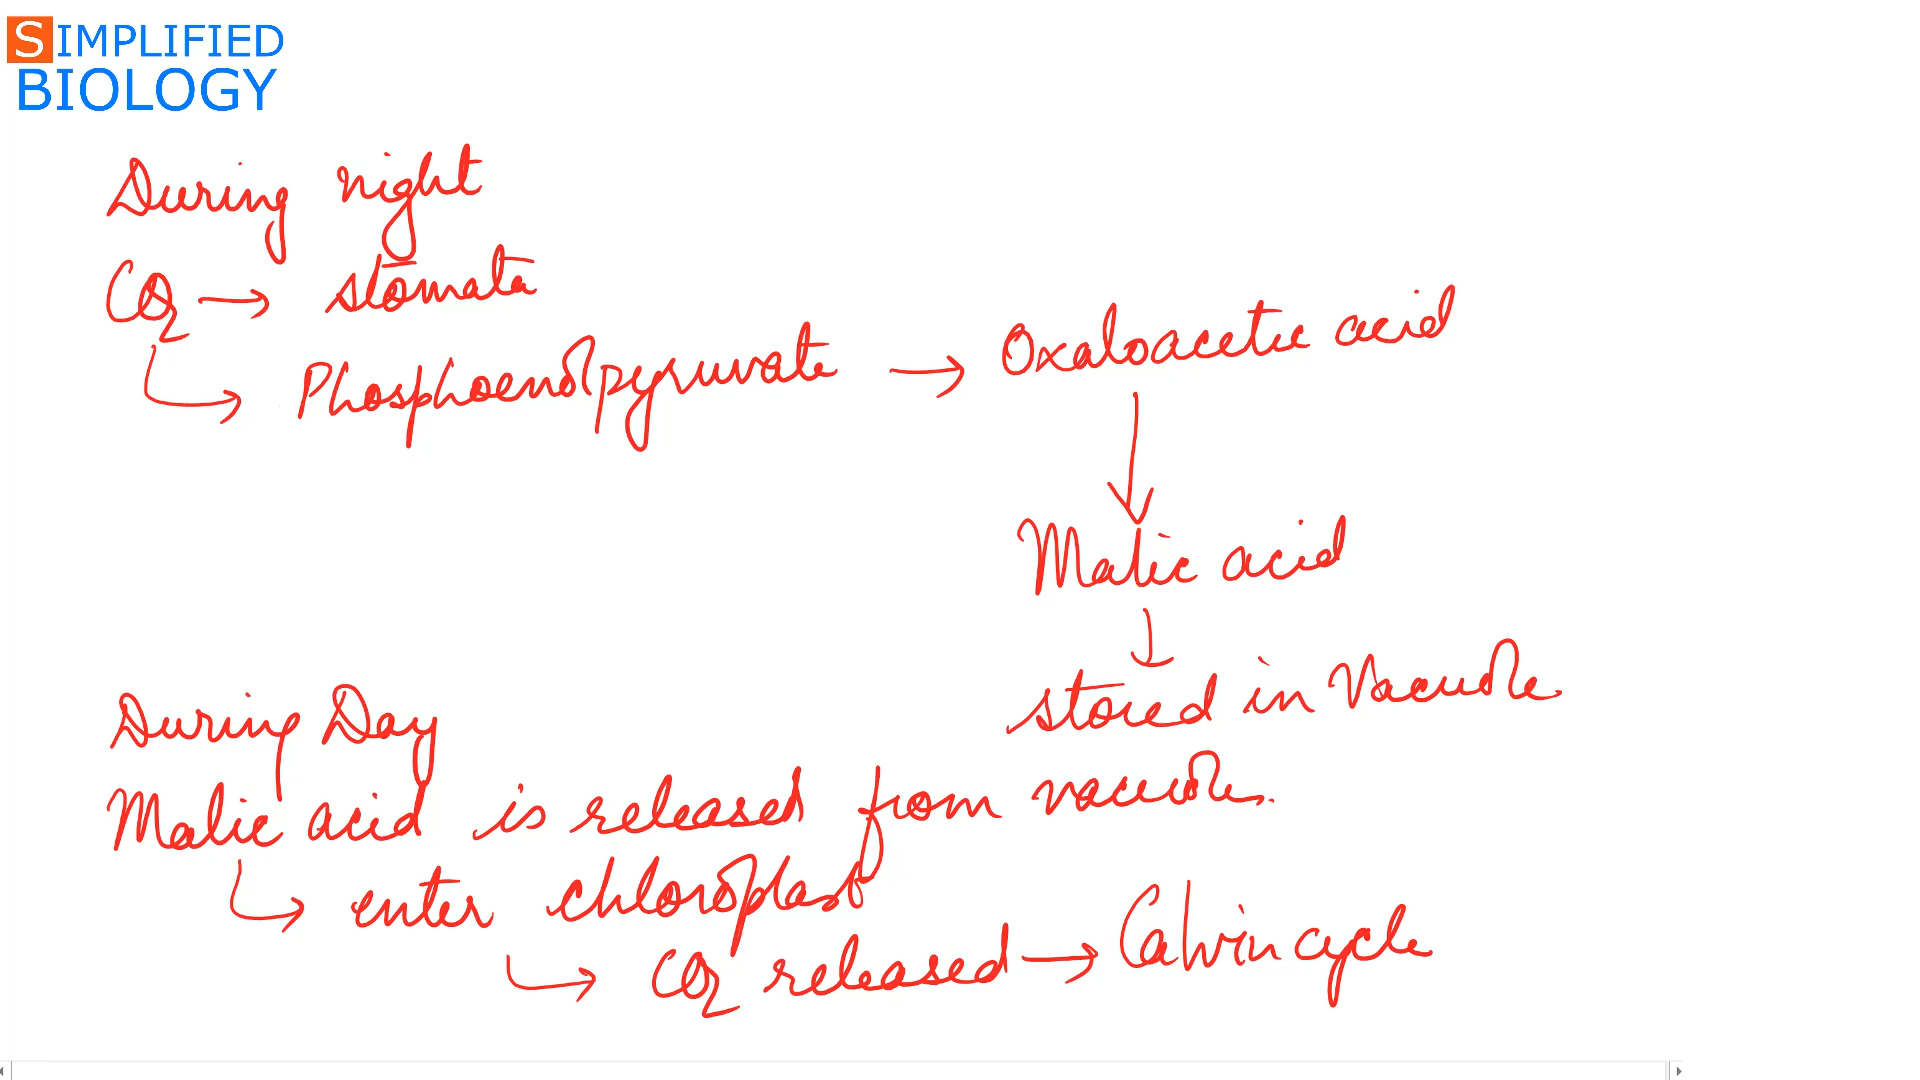 SIMPLIFIED
BIOLOGY
During night
CO2 → stomata
↳ Phosphoenolpyruvate → Oxaloacetic acid
↓
Malic acid
↓
stored in Vacuole
During Day
Malic acid is released from vacuole.
↳ enter chloroplast
↳ CO2 released → Calvin cycle